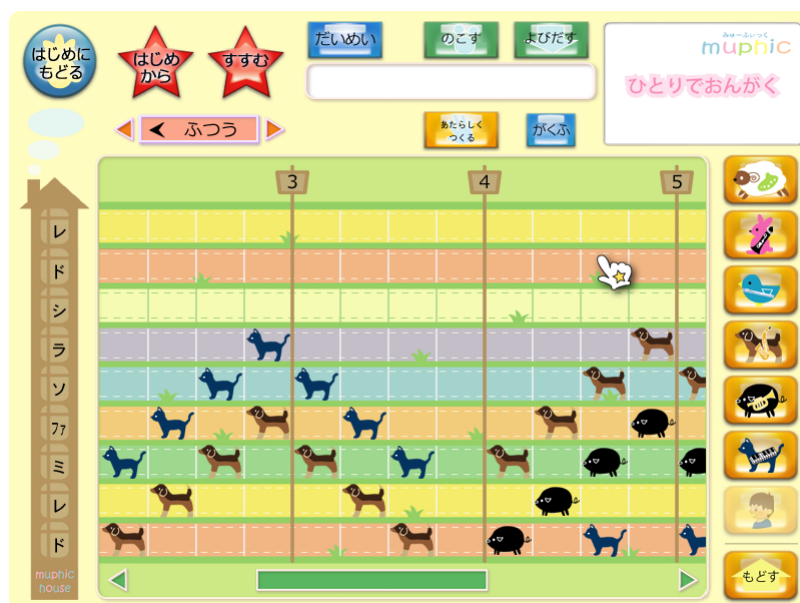 はじめに
もどる
はじめ
から
すすむ
だいめい
のこす
よびだす
みゅーふぃっく
muphic
ひとりでおんがく
ふつう
あたらしく
つくる
がくふ
3
4
5
レ
ド
シ
ラ
ソ
ファ
ミ
レ
ド
muphic
house
もどす